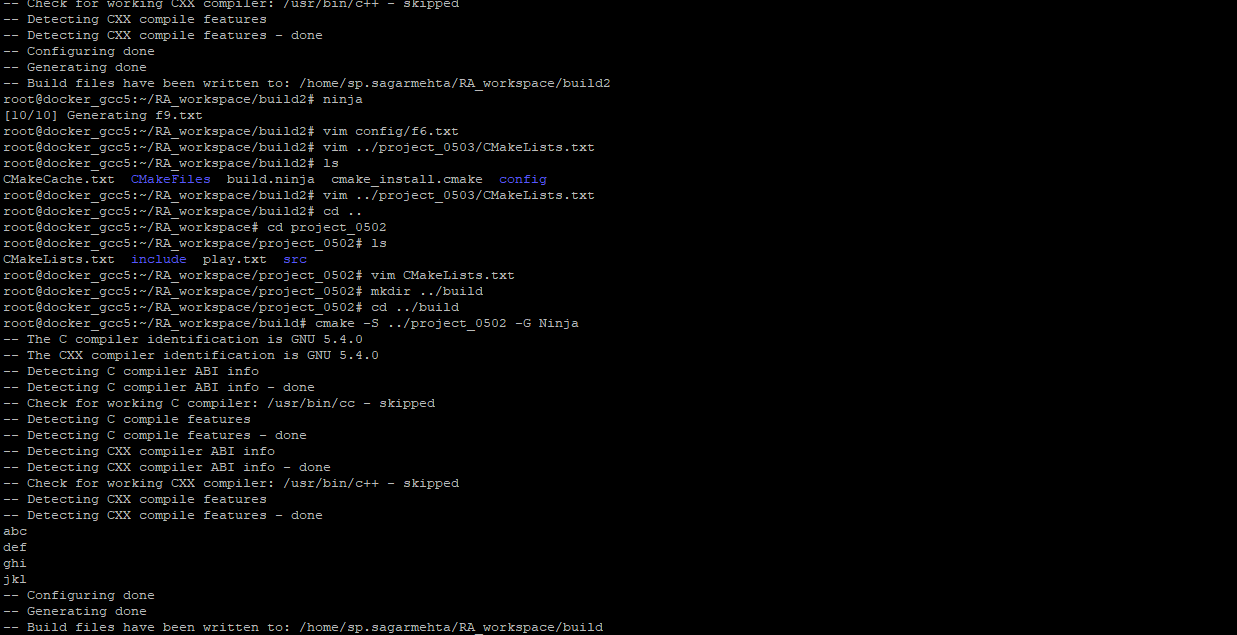 -- Check for working CXX compiler: /usr/bin/c++ - skipped
-- Detecting CXX compile features
-- Detecting CXX compile features - done
-- Configuring done
-- Generating done
-- Build files have been written to: /home/sp.sagarmehta/RA_workspace/build2
root@docker_gcc5:~/RA_workspace/build2# ninja
[10/10] Generating f9.txt
root@docker_gcc5:~/RA_workspace/build2# vim config/f6.txt
root@docker_gcc5:~/RA_workspace/build2# vim ../project_0503/CMakeLists.txt
root@docker_gcc5:~/RA_workspace/build2# ls
CMakeCache.txt  CMakeFiles  build.ninja  cmake_install.cmake  config
root@docker_gcc5:~/RA_workspace/build2# vim ../project_0503/CMakeLists.txt
root@docker_gcc5:~/RA_workspace/build2# cd ..
root@docker_gcc5:~/RA_workspace# cd project_0502
root@docker_gcc5:~/RA_workspace/project_0502# ls
CMakeLists.txt  include  play.txt  src
root@docker_gcc5:~/RA_workspace/project_0502# vim CMakeLists.txt
root@docker_gcc5:~/RA_workspace/project_0502# mkdir ../build
root@docker_gcc5:~/RA_workspace/project_0502# cd ../build
root@docker_gcc5:~/RA_workspace/build# cmake -S ../project_0502 -G Ninja
-- The C compiler identification is GNU 5.4.0
-- The CXX compiler identification is GNU 5.4.0
-- Detecting C compiler ABI info
-- Detecting C compiler ABI info - done
-- Check for working C compiler: /usr/bin/cc - skipped
-- Detecting C compile features
-- Detecting C compile features - done
-- Detecting CXX compiler ABI info
-- Detecting CXX compiler ABI info - done
-- Check for working CXX compiler: /usr/bin/c++ - skipped
-- Detecting CXX compile features
-- Detecting CXX compile features - done
abc
def
ghi
jkl
-- Configuring done
-- Generating done
-- Build files have been written to: /home/sp.sagarmehta/RA_workspace/build